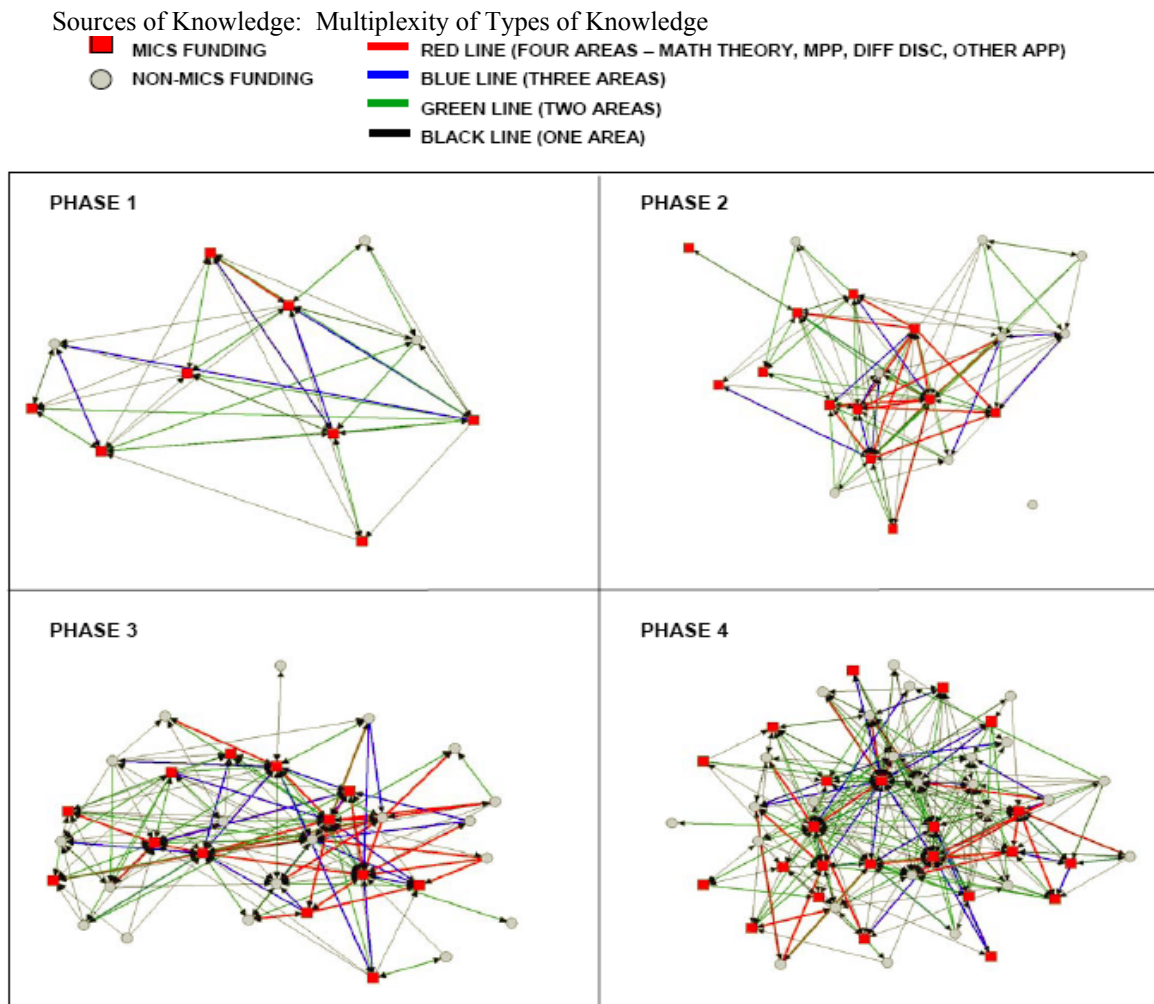 Sources of Knowledge: Multiplexity of Types of Knowledge
MICS FUNDING
NON-MICS FUNDING
RED LINE (FOUR AREAS – MATH THEORY, MPP, DIFF DISC, OTHER APP)
BLUE LINE (THREE AREAS)
GREEN LINE (TWO AREAS)
BLACK LINE (ONE AREA)
PHASE 1
PHASE 2
PHASE 3
PHASE 4